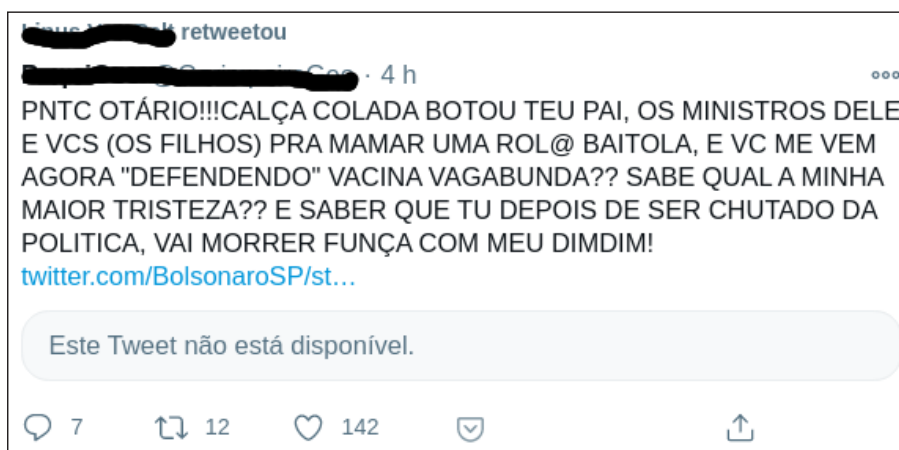 retweetou
· 4 h
PNTC OTÁRIO!!!CALÇA COLADA BOTOU TEU PAI, OS MINISTROS DELE
E VCS (OS FILHOS) PRA MAMAR UMA ROL@ BAITOLA, E VC ME VEM
AGORA "DEFENDENDO" VACINA VAGABUNDA?? SABE QUAL A MINHA
MAIOR TRISTEZA?? E SABER QUE TU DEPOIS DE SER CHUTADO DA
POLITICA, VAI MORRER FUNÇA COM MEU DIMDIM!
twitter.com/BolsonaroSP/st…
Este Tweet não está disponível.
7 12 142